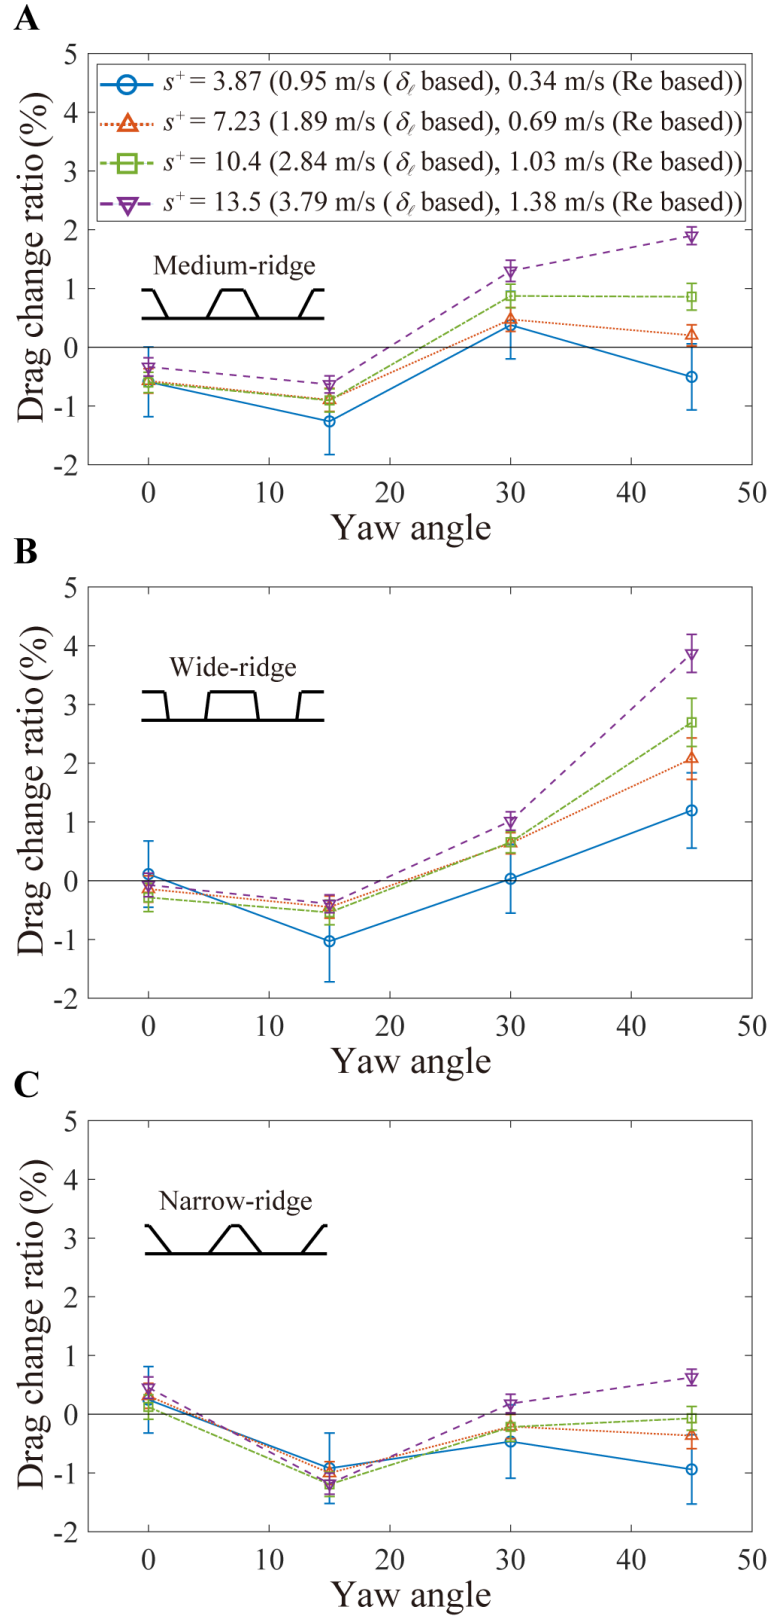 A
Drag change ratio (%)
5
4
3
2
1
0
-1
-2
s⁺ = 3.87 (0.95 m/s (δℓ based), 0.34 m/s (Re based))
s⁺ = 7.23 (1.89 m/s (δℓ based), 0.69 m/s (Re based))
s⁺ = 10.4 (2.84 m/s (δℓ based), 1.03 m/s (Re based))
s⁺ = 13.5 (3.79 m/s (δℓ based), 1.38 m/s (Re based))
Medium-ridge
0 10 20 30 40 50
Yaw angle
B
Drag change ratio (%)
5
4
3
2
1
0
-1
-2
Wide-ridge
0 10 20 30 40 50
Yaw angle
C
Drag change ratio (%)
5
4
3
2
1
0
-1
-2
Narrow-ridge
0 10 20 30 40 50
Yaw angle